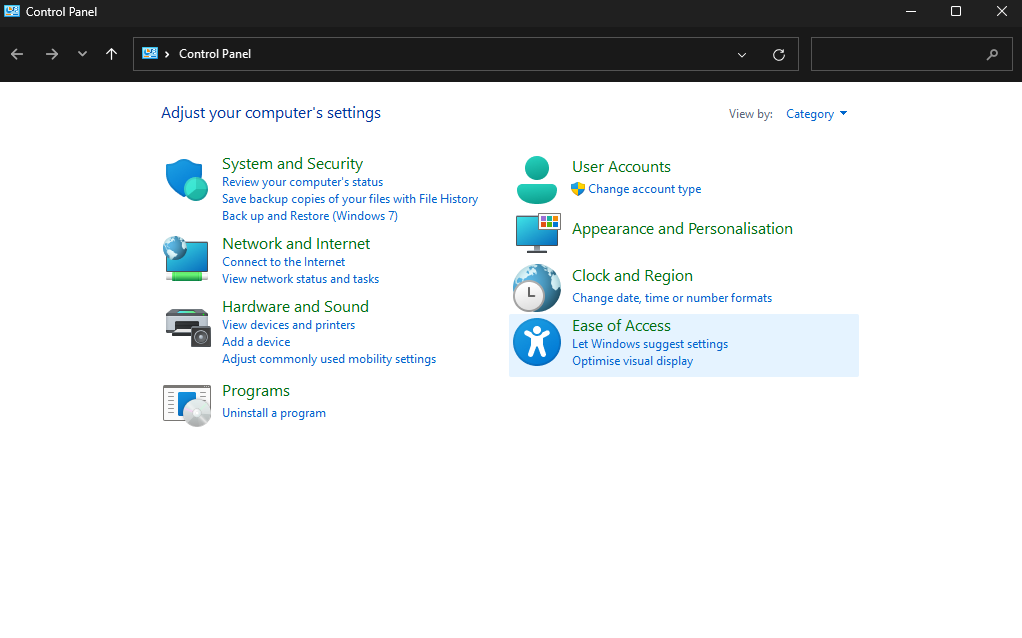 Control Panel
Control Panel
Adjust your computer's settings
View by: Category
System and Security
Review your computer's status
Save backup copies of your files with File History
Back up and Restore (Windows 7)
Network and Internet
Connect to the Internet
View network status and tasks
Hardware and Sound
View devices and printers
Add a device
Adjust commonly used mobility settings
Programs
Uninstall a program
User Accounts
Change account type
Appearance and Personalisation
Clock and Region
Change date, time or number formats
Ease of Access
Let Windows suggest settings
Optimise visual display